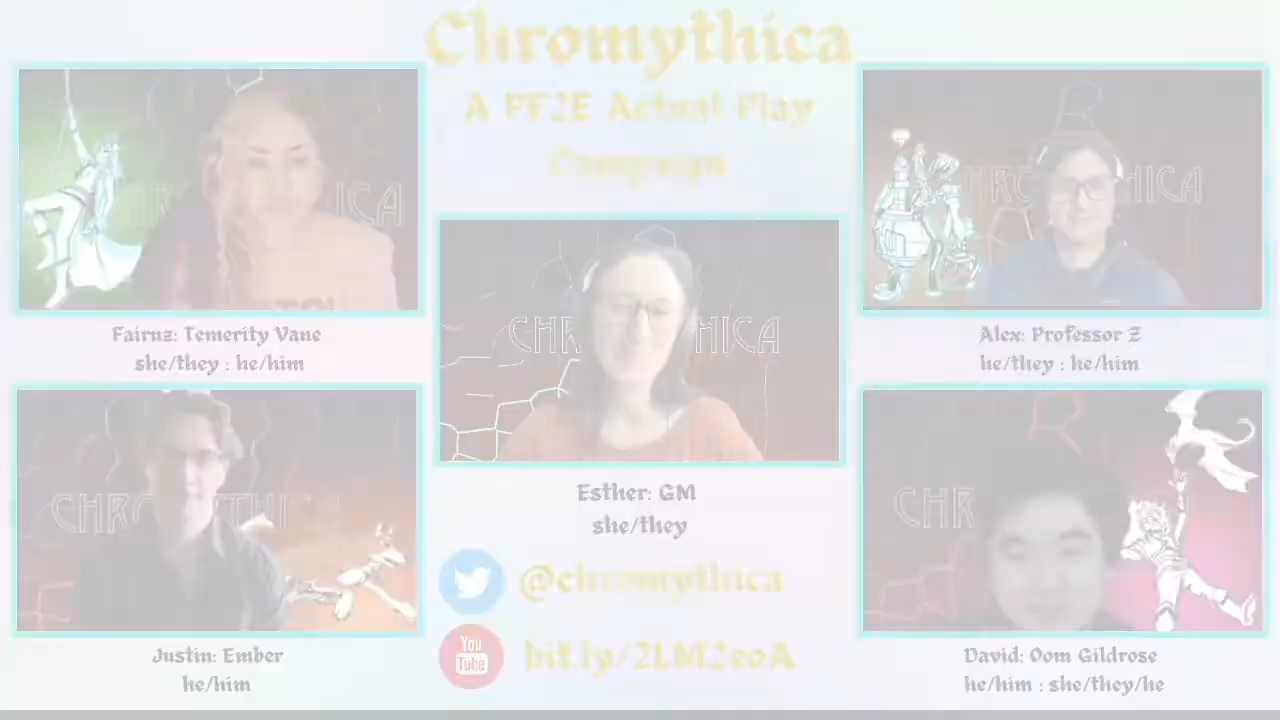 Chromythica
A PF2E Actual Play
Campaign
Fairuz: Temerity Vane
she/they : he/him
Alex: Professor Z
he/they : he/him
Esther: GM
she/they
Justin: Ember
he/him
David: Oom Gildrose
he/him : she/they/he
@chromythica
You
Tube
bit.ly/2LM2eoA